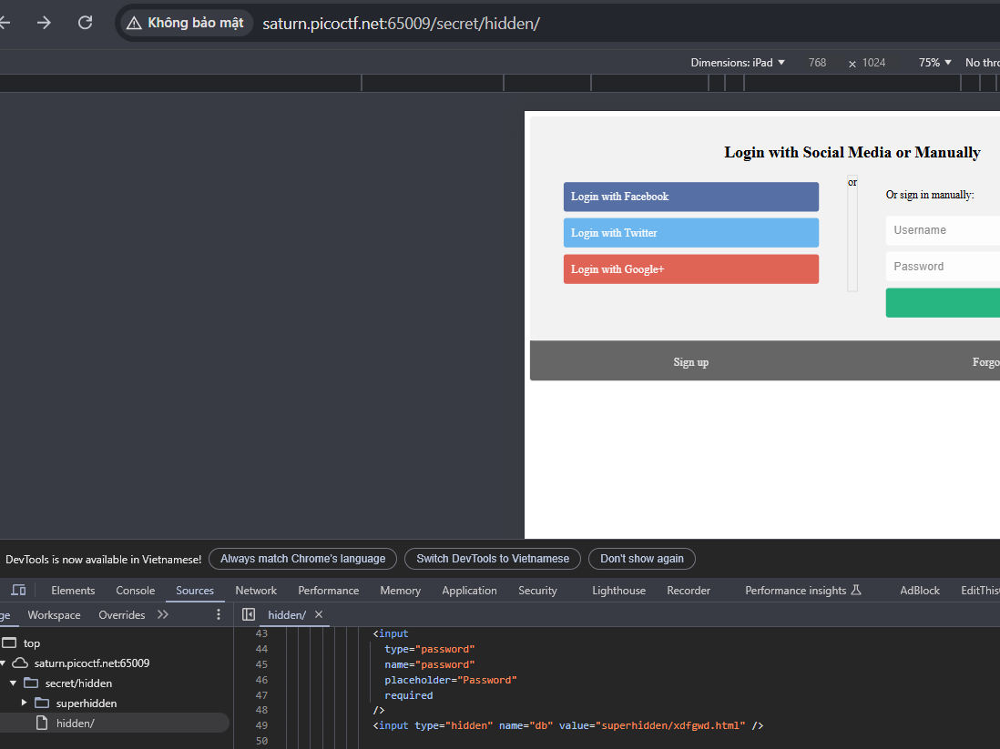 Không bảo mật saturn.picoctf.net:65009/secret/hidden/
Dimensions: iPad 768 x 1024 75% No thro
Login with Social Media or Manually
Login with Facebook
Login with Twitter
Login with Google+
or
Or sign in manually:
Username
Password
Sign up Forgo
DevTools is now available in Vietnamese! Always match Chrome's language Switch DevTools to Vietnamese Don't show again
Elements Console Sources Network Performance Memory Application Security Lighthouse Recorder Performance insights AdBlock EditThis
ge Workspace Overrides
top
saturn.picoctf.net:65009
secret/hidden
superhidden
hidden/
hidden/
43 <input
44 type="password"
45 name="password"
46 placeholder="Password"
47 required
48 />
49 <input type="hidden" name="db" value="superhidden/xdfgwd.html" />
50